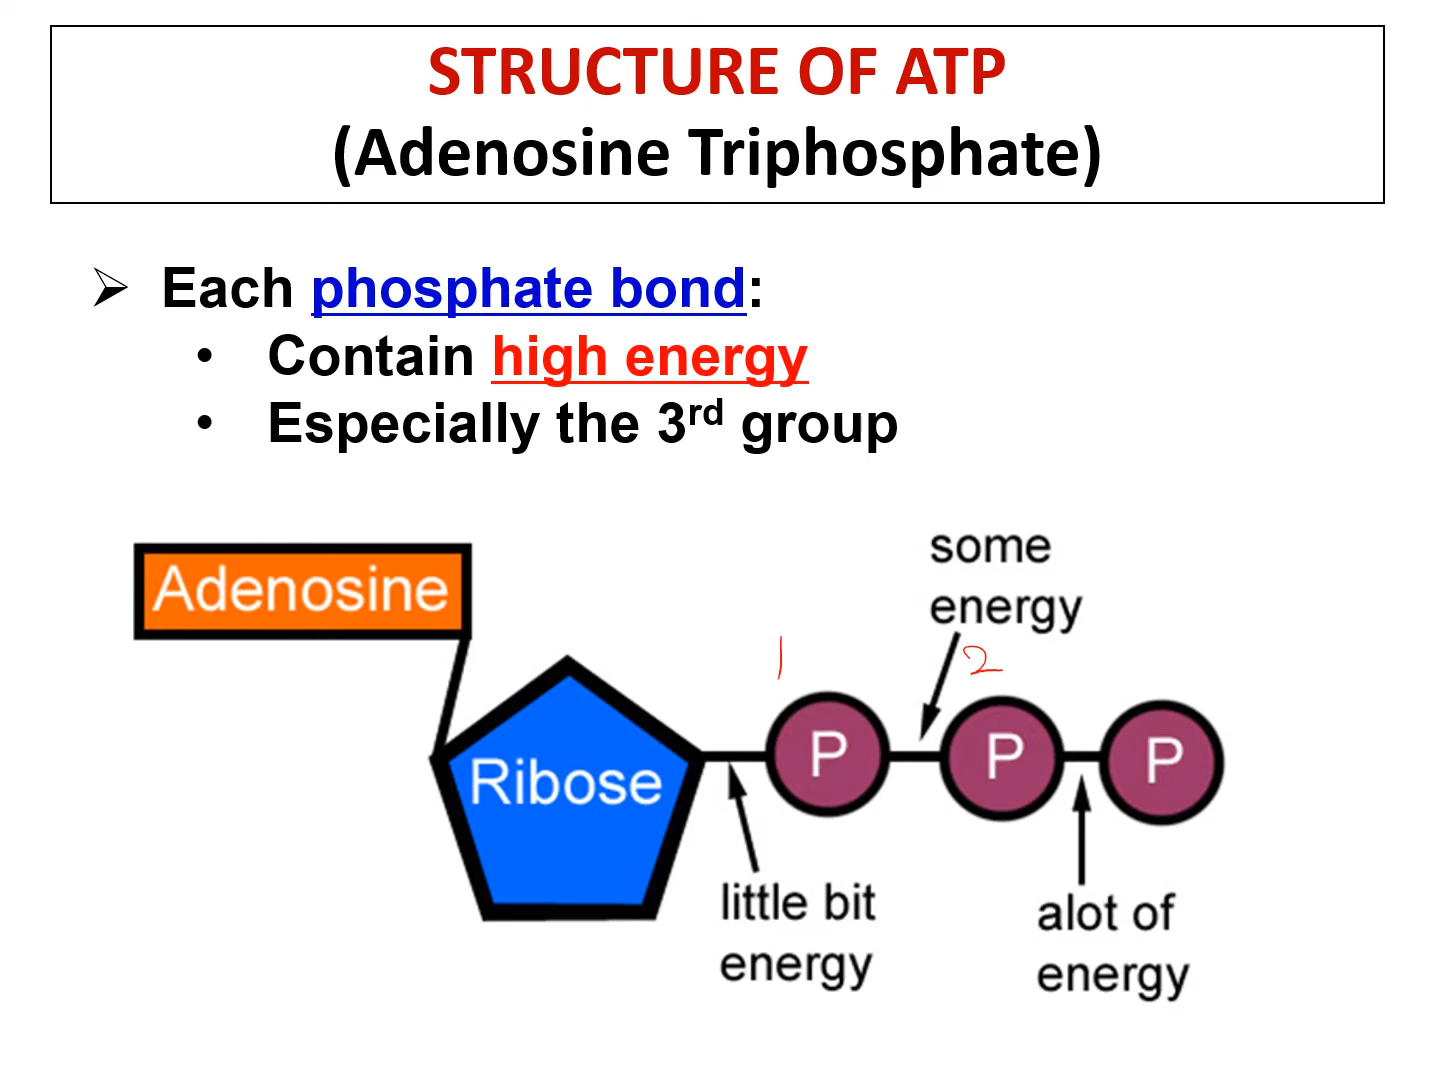 STRUCTURE OF ATP
(Adenosine Triphosphate)
➢ Each phosphate bond:
• Contain high energy
• Especially the 3rd group
some
energy
Adenosine
1
2
Ribose
P
P
P
little bit
energy
alot of
energy